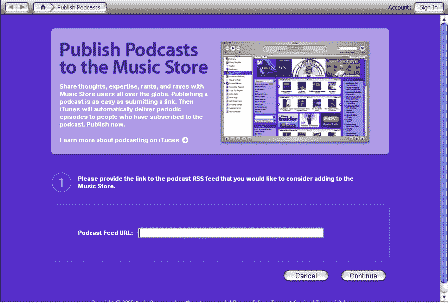 Publish Podcasts
Account:
Sign In
Publish Podcasts
to the Music Store
Share thoughts, expertise, rants, and raves with
Music Store users all over the globe. Publishing a
podcast is as easy as submitting a link. Then
iTunes will automatically deliver periodic
episodes to people who have subscribed to the
podcast. Publish now.
Learn more about podcasting on iTunes
1
Please provide the link to the podcast RSS feed that you would like to consider adding to the
Music Store.
Podcast Feed URL:
Cancel
Continue